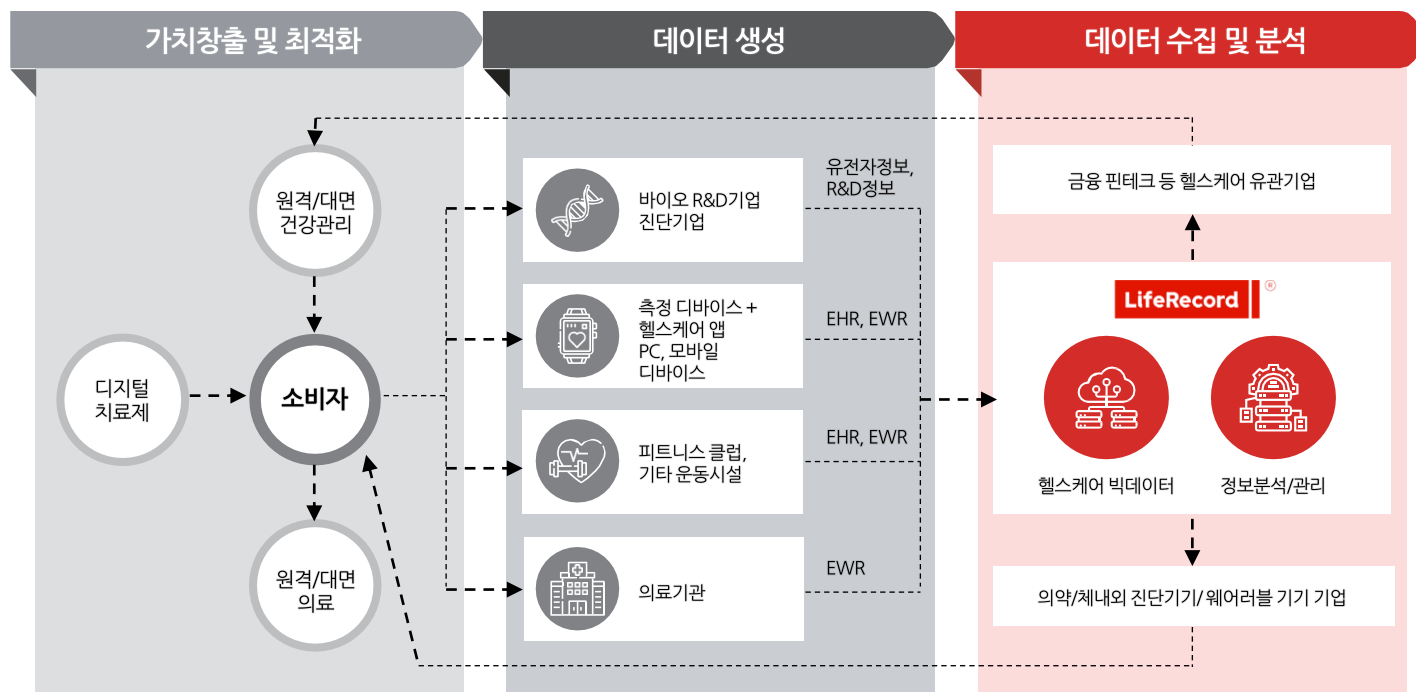 가치창출 및 최적화
데이터 생성
데이터 수집 및 분석
원격/대면
건강관리
디지털
치료제
소비자
원격/대면
의료
바이오 R&D기업
진단기업
유전자정보,
R&D정보
측정 디바이스 +
헬스케어 앱
PC, 모바일
디바이스
EHR, EWR
피트니스 클럽,
기타 운동시설
EHR, EWR
의료기관
EWR
금융 핀테크 등 헬스케어 유관기업
LifeRecord ®
헬스케어 빅데이터
정보분석/관리
의약/체내외 진단기기/ 웨어러블 기기 기업